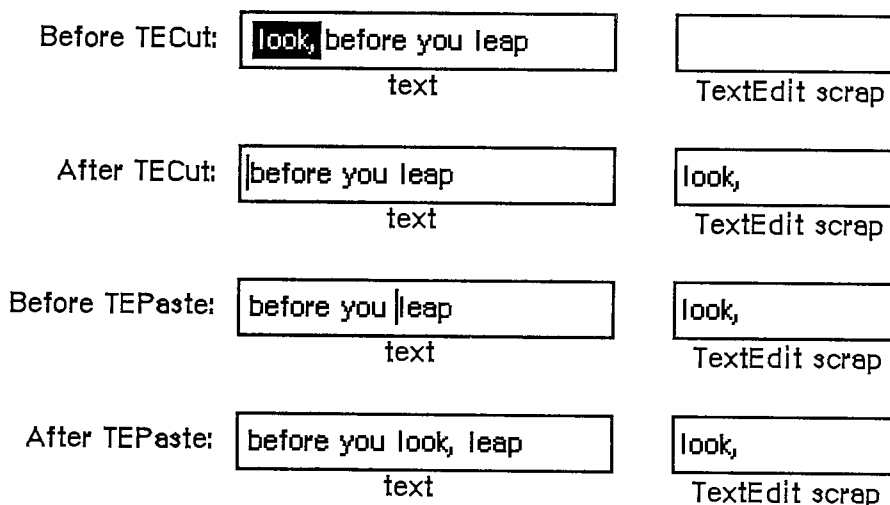 Before TECut: look, before you leap
text TextEdit scrap
After TECut: before you leap look,
text TextEdit scrap
Before TEPaste: before you leap look,
text TextEdit scrap
After TEPaste: before you look, leap look,
text TextEdit scrap